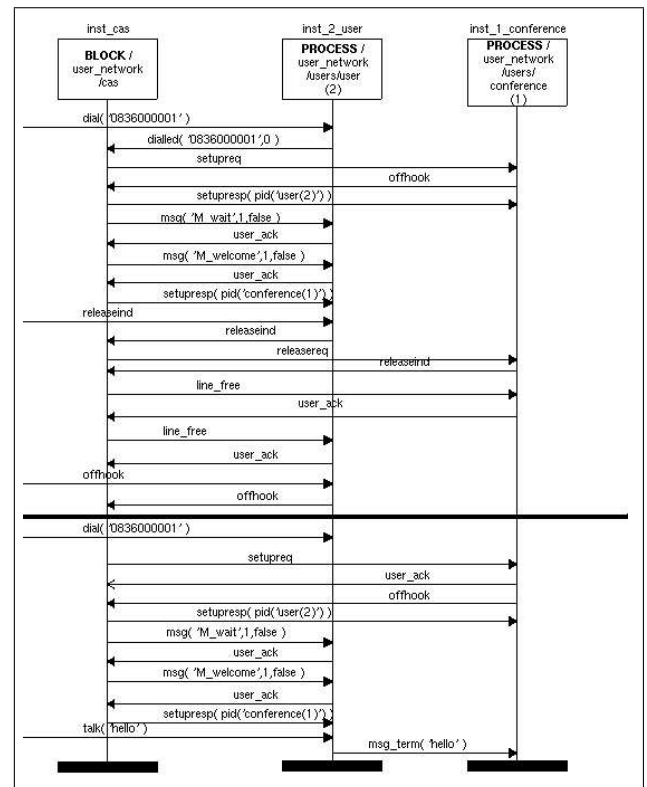 inst_cas
inst_2_user
inst_1_conference
BLOCK /
user_network
/cas
PROCESS /
user_network
/users/user
(2)
PROCESS /
user_network
/users/
conference
(1)
dial( '0836000001' )
dialled( '0836000001',0 )
setupreq
offhook
setupresp( pid('user(2)') )
msg( 'M_wait',1,false )
user_ack
msg( 'M_welcome',1,false )
user_ack
setupresp( pid('conference(1)') )
releaseind
releaseind
releasereq
releaseind
line_free
user_ack
line_free
user_ack
offhook
offhook
dial( '0836000001' )
setupreq
user_ack
offhook
setupresp( pid('user(2)') )
msg( 'M_wait',1,false )
user_ack
msg( 'M_welcome',1,false )
user_ack
setupresp( pid('conference(1)') )
talk( 'hello' )
msg_term( 'hello' )